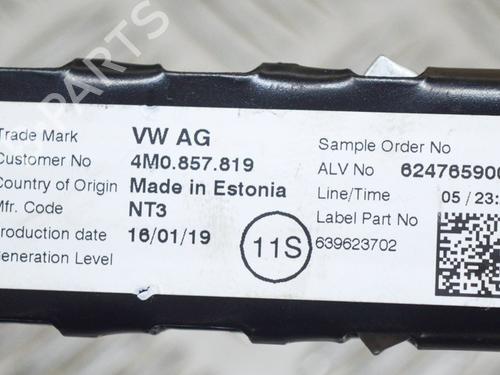 Trade Mark VW AG
Customer No 4M0.857.819
Country of Origin Made in Estonia
Mfr. Code NT3
Production date 16/01/19
Generation Level
11S
Sample Order No
ALV No 62476590
Line/Time 05 / 23:
Label Part No
639623702
PARTS